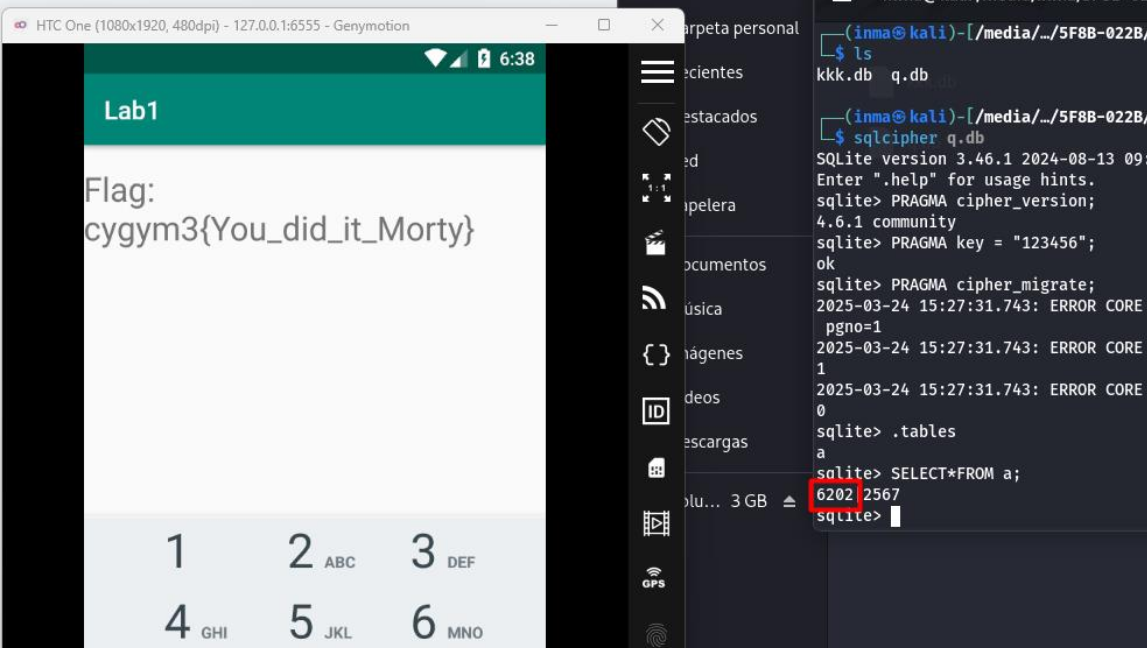 HTC One (1080x1920, 480dpi) - 127.0.0.1:6555 - Genymotion
6:38
Lab1
Flag:
cygym3{You_did_it_Morty}
1
2 ABC
3 DEF
4 GHI
5 JKL
6 MNO
1:1
ID
GPS
arpeta personal
ecientes
estacados
ed
apelera
ocumentos
úsica
nágenes
deos
escargas
olu... 3 GB
┌──(inma㉿kali)-[/media/…/5F8B-022B/
└─$ ls
kkk.db q.db
┌──(inma㉿kali)-[/media/…/5F8B-022B/
└─$ sqlcipher q.db
SQLite version 3.46.1 2024-08-13 09:
Enter ".help" for usage hints.
sqlite> PRAGMA cipher_version;
4.6.1 community
sqlite> PRAGMA key = "123456";
ok
sqlite> PRAGMA cipher_migrate;
2025-03-24 15:27:31.743: ERROR CORE
pgno=1
2025-03-24 15:27:31.743: ERROR CORE
1
2025-03-24 15:27:31.743: ERROR CORE
0
sqlite> .tables
a
sqlite> SELECT*FROM a;
6202|2567
sqlite>